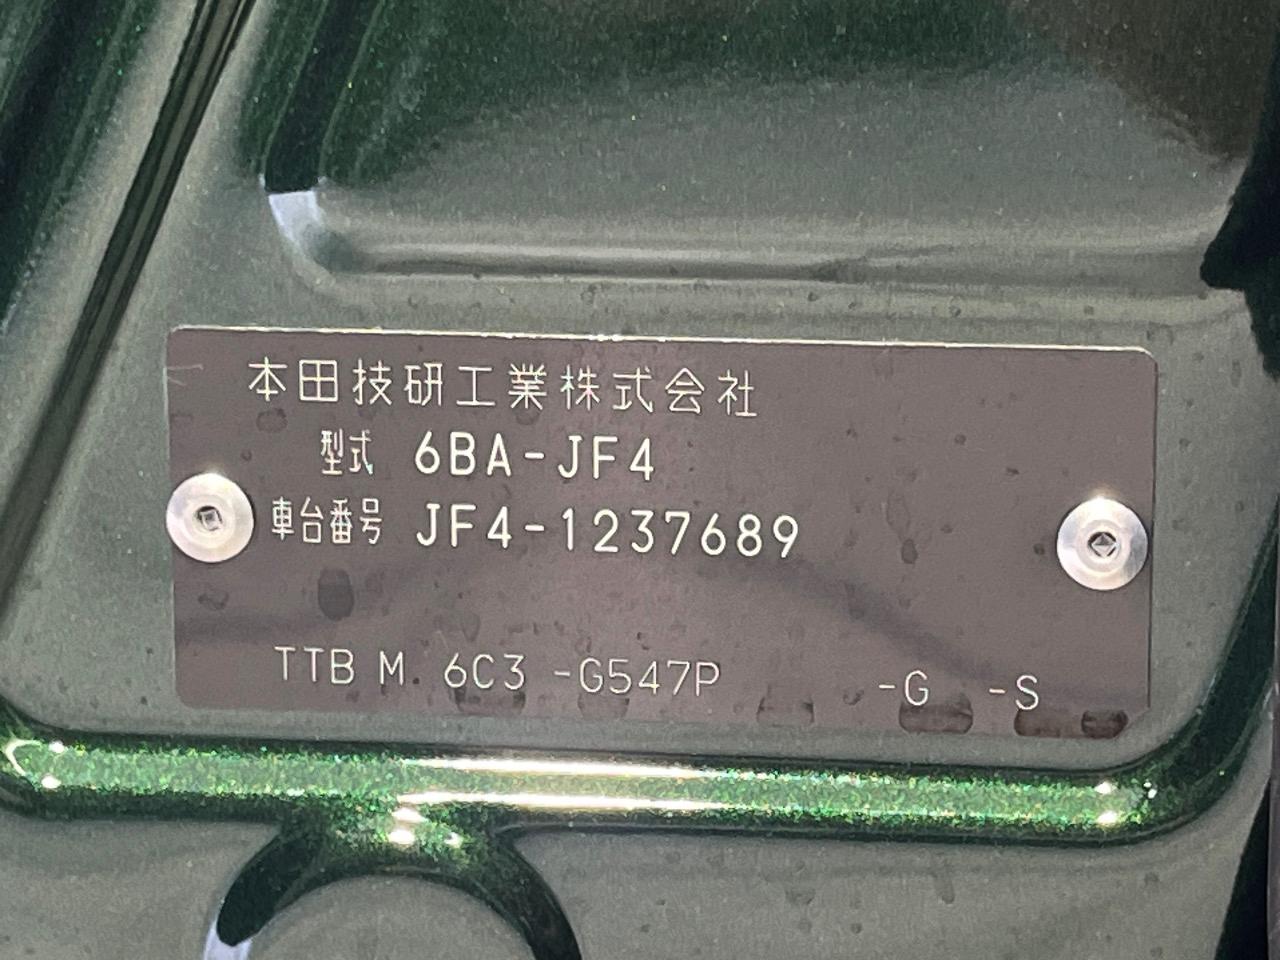 本田技研工業株式会社
型式 6BA-JF4
車台番号 JF4-1237689
TTB M. 6C3 -G547P -G -S